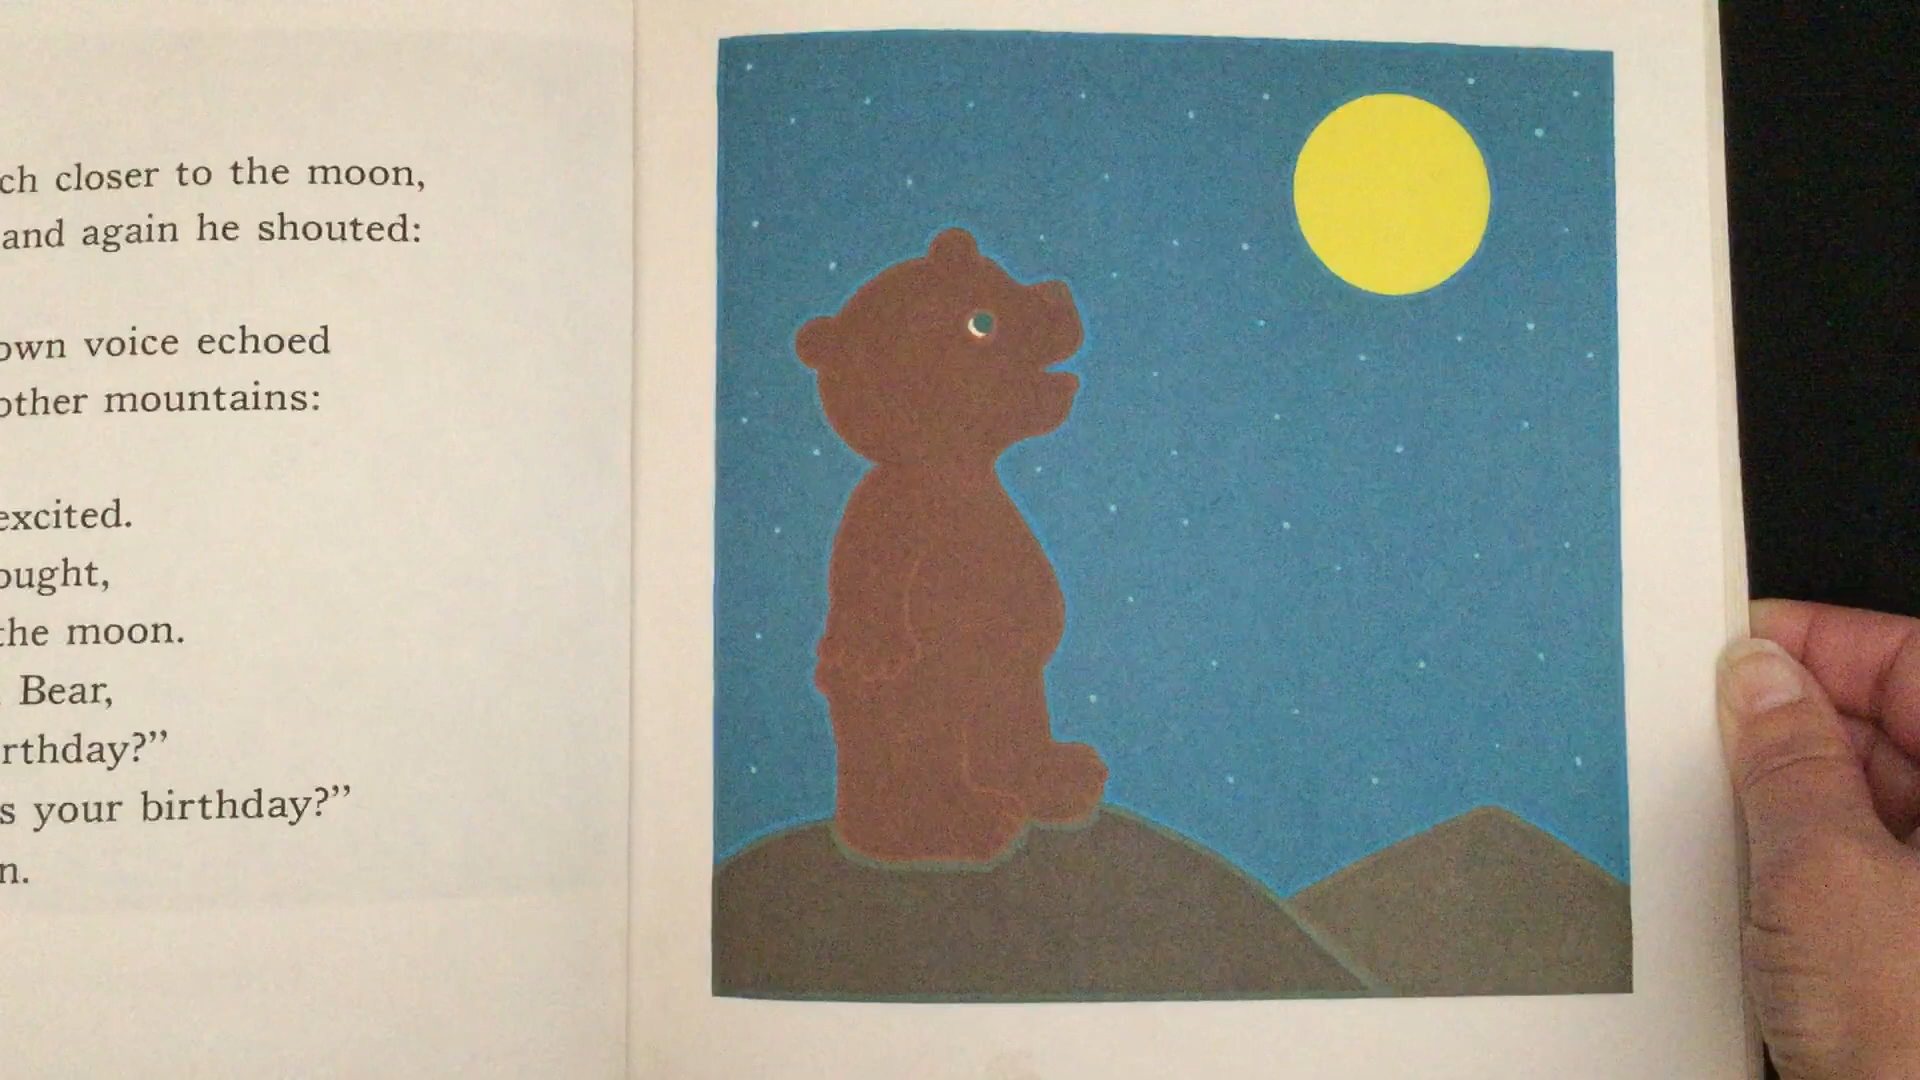 ch closer to the moon,
and again he shouted:
own voice echoed
other mountains:
excited.
ought,
the moon.
Bear,
rthday?”
s your birthday?”
n.